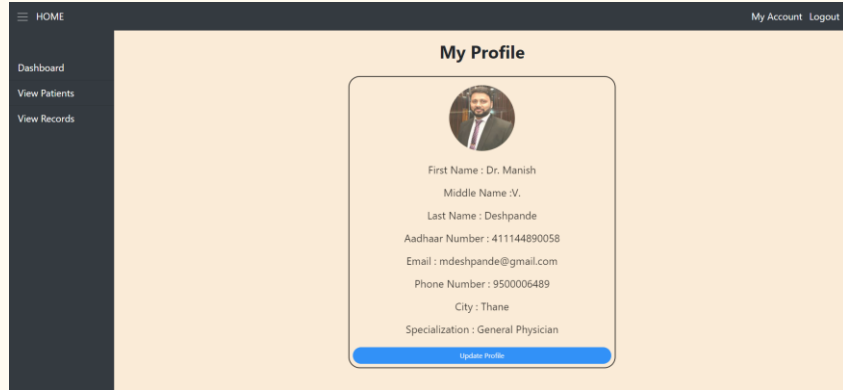 HOME
My Account Logout
Dashboard
View Patients
View Records
My Profile
First Name : Dr. Manish
Middle Name :V.
Last Name : Deshpande
Aadhaar Number : 411144890058
Email : mdeshpande@gmail.com
Phone Number : 9500006489
City : Thane
Specialization : General Physician
Update Profile